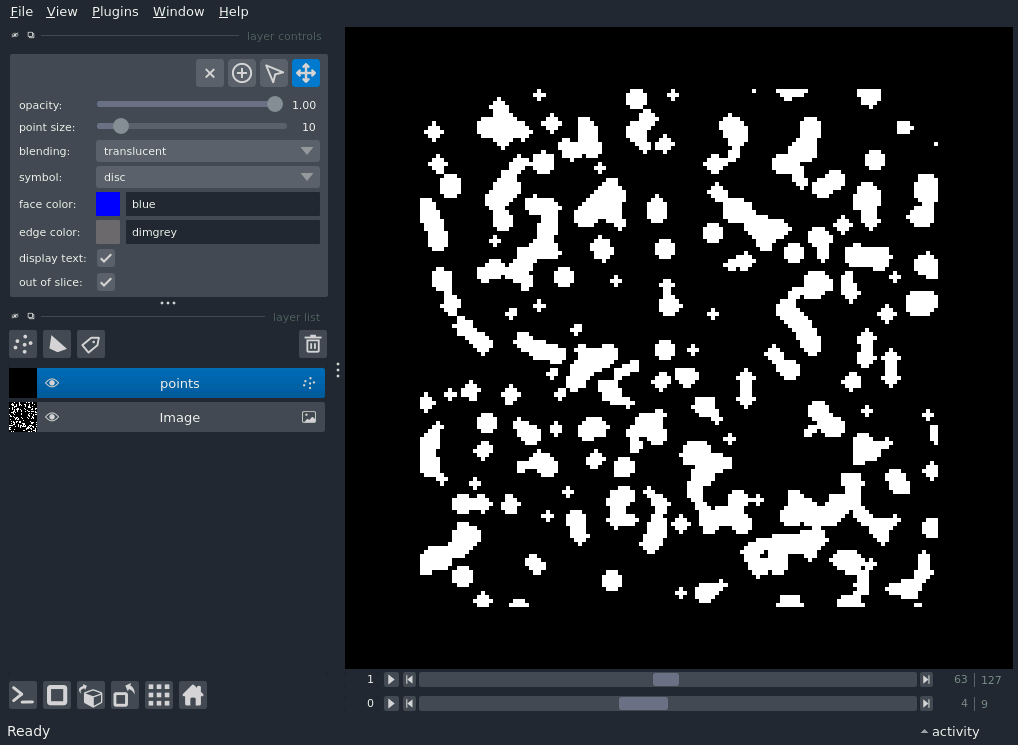 File View Plugins Window Help
layer controls
opacity: 1.00
point size: 10
blending: translucent
symbol: disc
face color: blue
edge color: dimgrey
display text:
out of slice:
layer list
points
Image
1 63 127
0 4 9
Ready activity